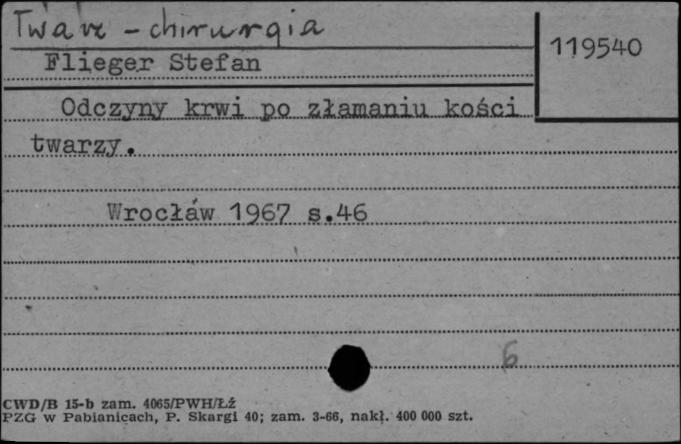 Twarz - chirurgia
119540
Flieger Stefan
Odczyny krwi po złamaniu kości
twarzy.
Wrocław 1967 s.46
6
CWD/B 15-b zam. 4065/PWH/Łź
PZG w Pabianicach, P. Skargi 40; zam. 3-66, nakł. 400 000 szt.